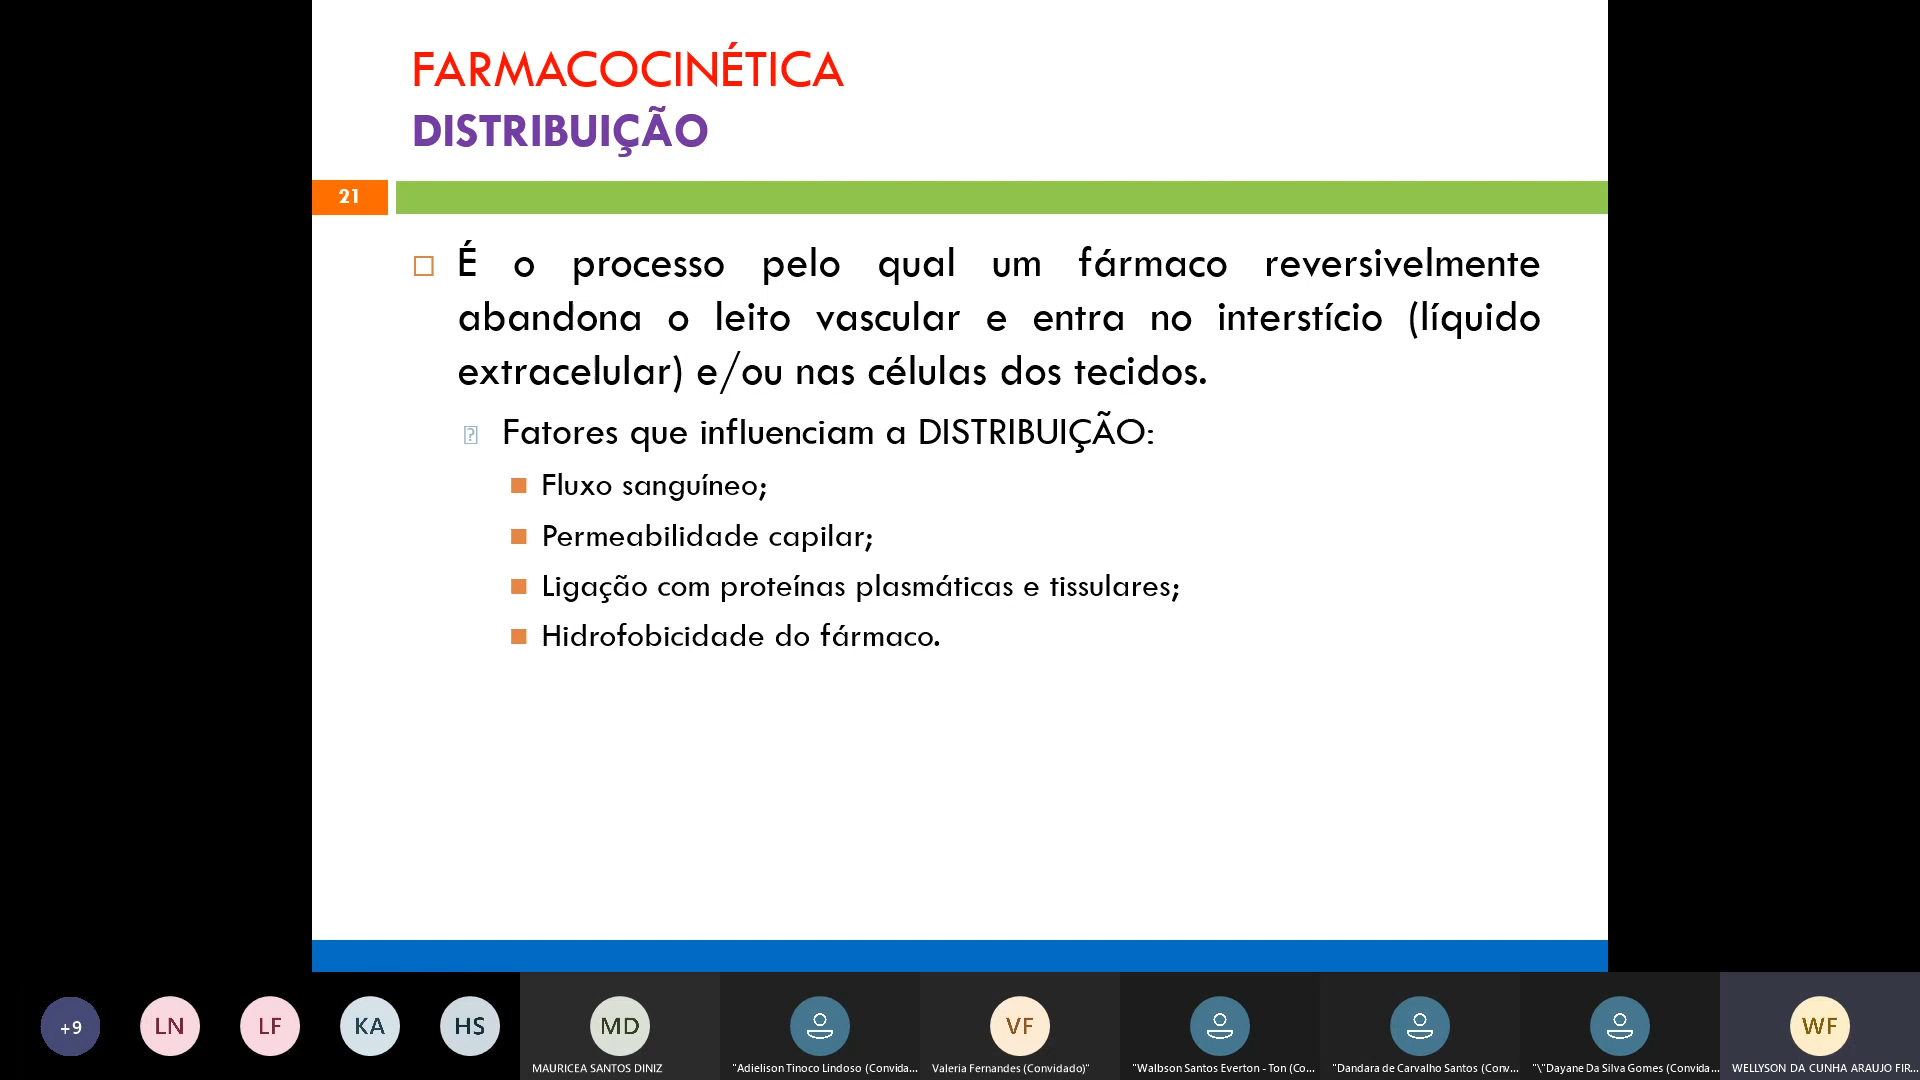 FARMACOCINÉTICA
DISTRIBUIÇÃO
21
É o processo pelo qual um fármaco reversivelmente
abandona o leito vascular e entra no interstício (líquido
extracelular) e/ou nas células dos tecidos.
Fatores que influenciam a DISTRIBUIÇÃO:
Fluxo sanguíneo;
Permeabilidade capilar;
Ligação com proteínas plasmáticas e tissulares;
Hidrofobicidade do fármaco.
+9
LN
LF
KA
HS
MD
VF
WF
MAURICEA SANTOS DINIZ
"Adielison Tinoco Lindoso (Convida...
Valeria Fernandes (Convidado)"
"Walbson Santos Everton - Ton (Co...
"Dandara de Carvalho Santos (Conv...
"\"Dayane Da Silva Gomes (Convida...
WELLYSON DA CUNHA ARAUJO FIR...